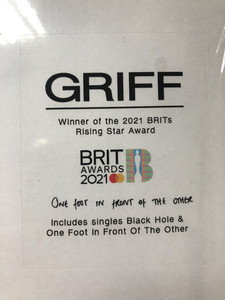 GRIFF
Winner of the 2021 BRITs
Rising Star Award
BRIT
AWARDS
2021
ONE FOOT IN FRONT OF THE OTHER
Includes singles Black Hole &
One Foot In Front Of The Other